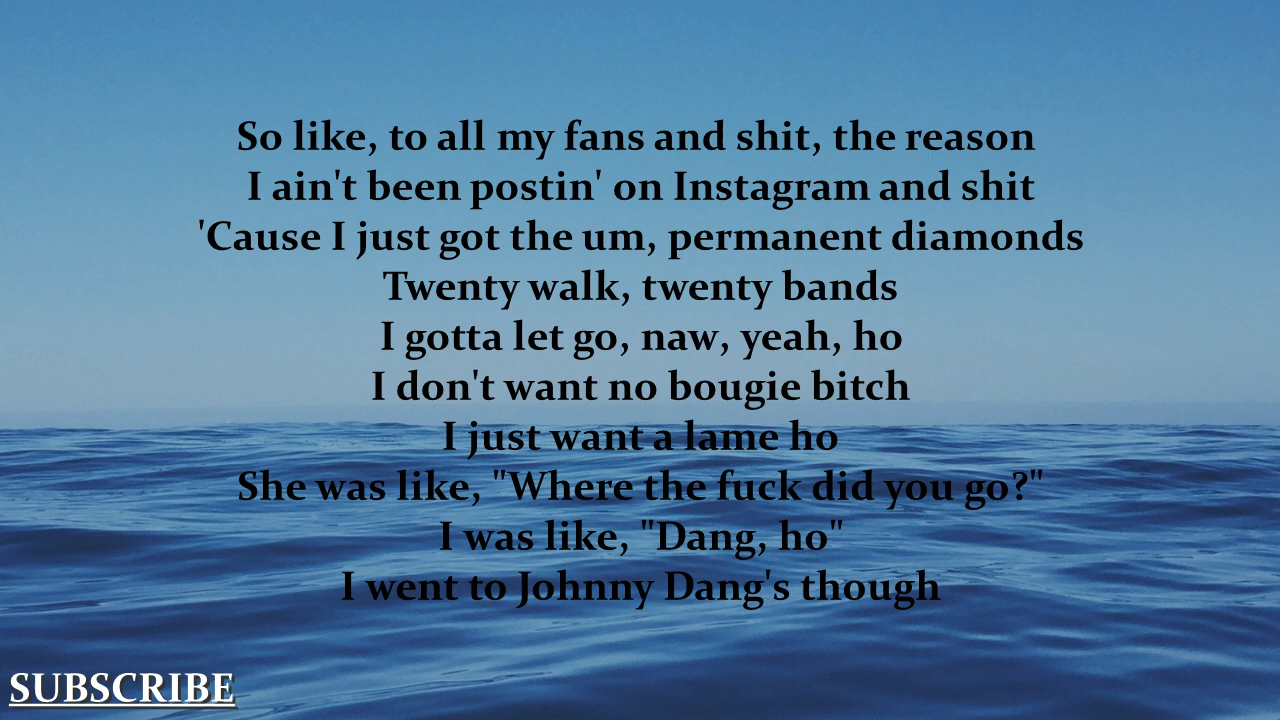 So like, to all my fans and shit, the reason
I ain't been postin' on Instagram and shit
'Cause I just got the um, permanent diamonds
Twenty walk, twenty bands
I gotta let go, naw, yeah, ho
I don't want no bougie bitch
I just want a lame ho
She was like, "Where the fuck did you go?"
I was like, "Dang, ho"
I went to Johnny Dang's though
SUBSCRIBE